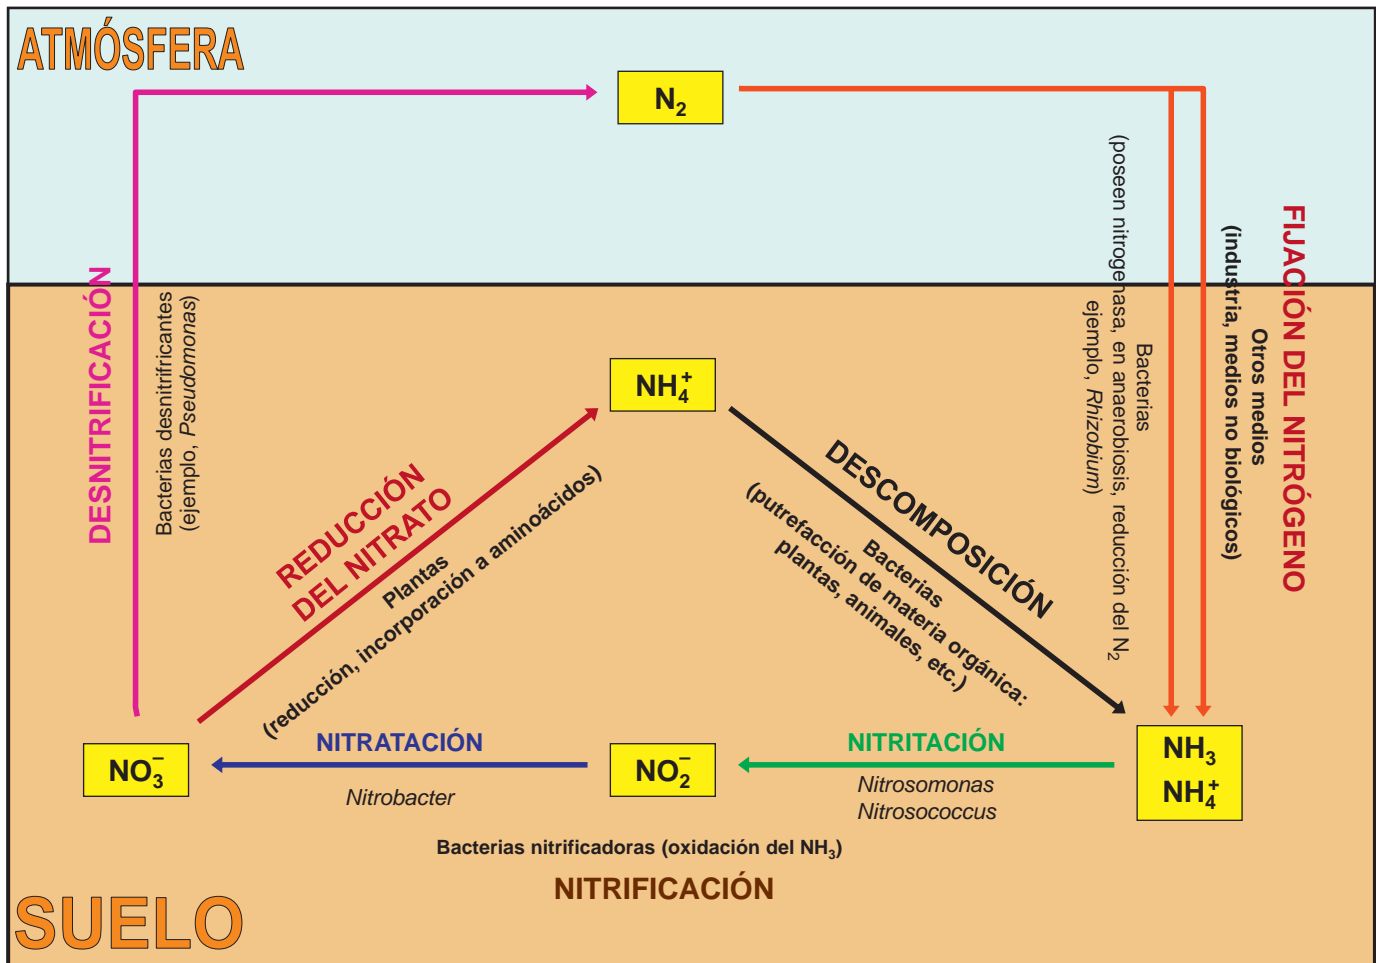 ATMÓSFERA
N₂
DESNITRIFICACIÓN
Bacterias desnitrifricantes
(ejemplo, Pseudomonas)
FIJACIÓN DEL NITRÓGENO
Otros medios
(industria, medios no biológicos)
Bacterias
(poseen nitrogenasa, en anaerobiosis, reducción del N₂
ejemplo, Rhizobium)
NH₄⁺
REDUCCIÓN
DEL NITRATO
Plantas
(reducción, incorporación a aminoácidos)
DESCOMPOSICIÓN
Bacterias
(putrefacción de materia orgánica:
plantas, animales, etc.)
NO₃⁻
NITRATACIÓN
Nitrobacter
NO₂⁻
NITRITACIÓN
Nitrosomonas
Nitrosococcus
NH₃
NH₄⁺
Bacterias nitrificadoras (oxidación del NH₃)
NITRIFICACIÓN
SUELO